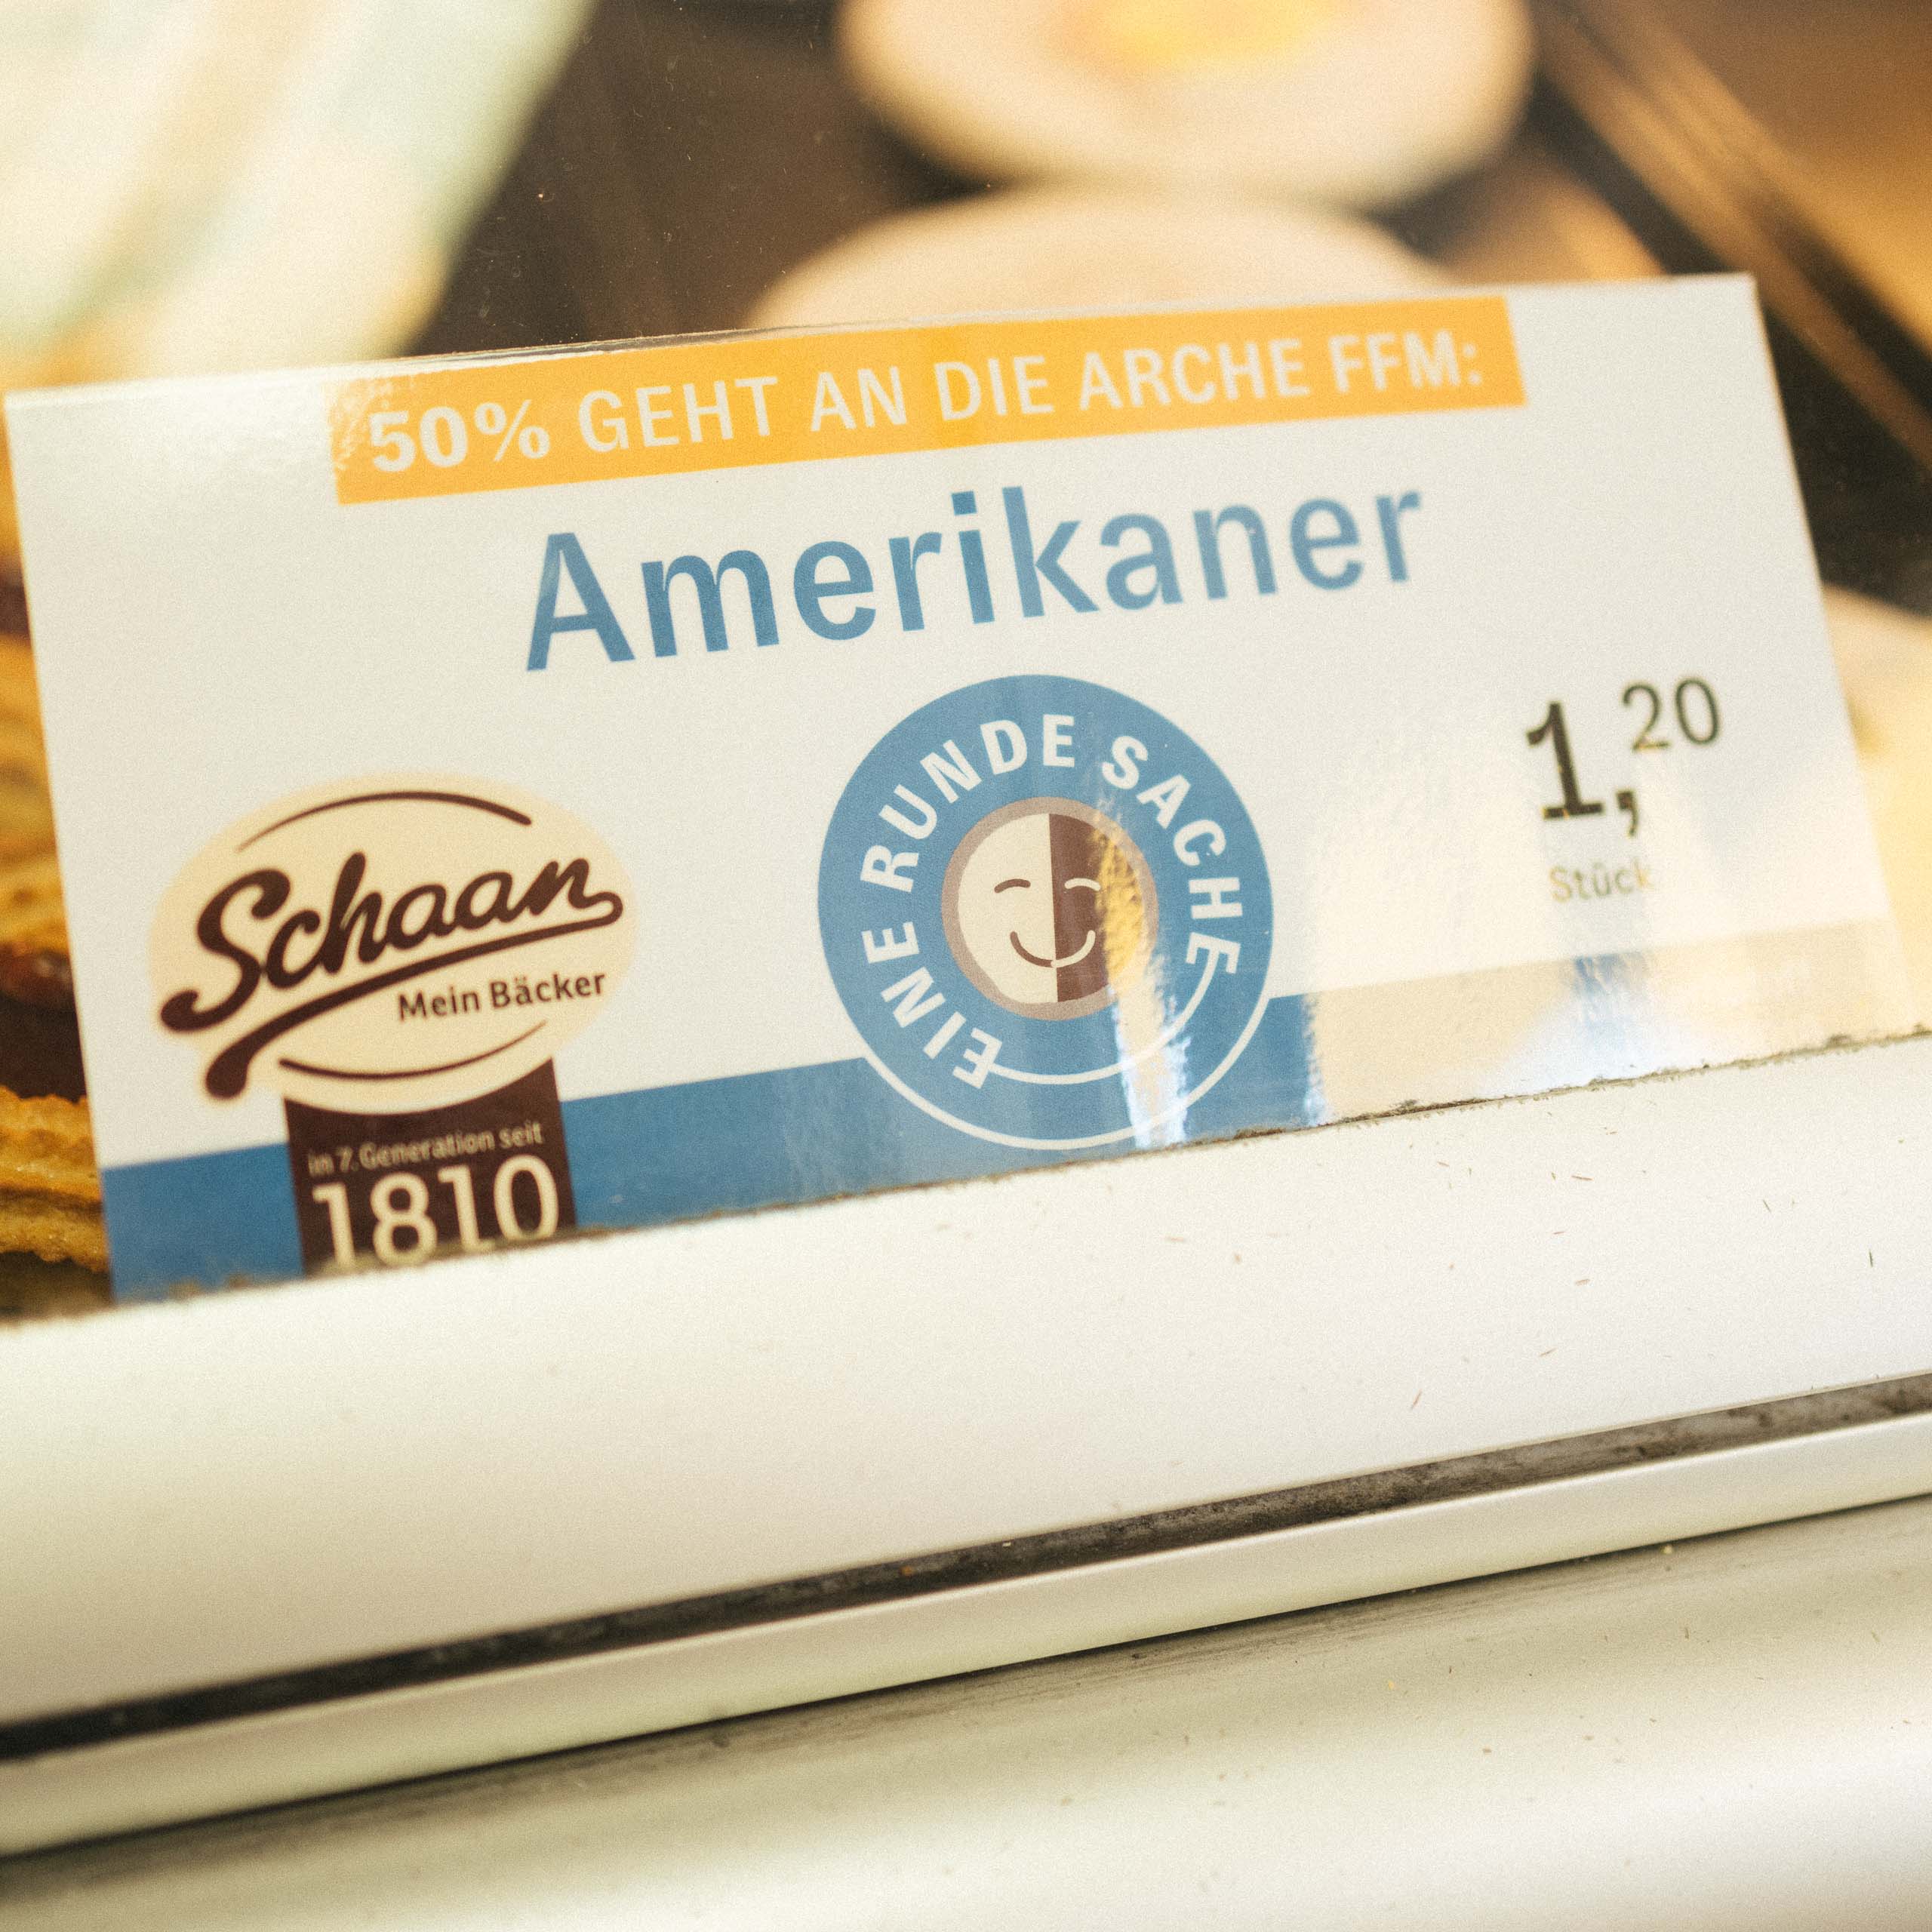 50% GEHT AN DIE ARCHE FFM:
Amerikaner
EINE RUNDE SACHE
1,20
Stück
Schaan
Mein Bäcker
in 7. Generation seit
1810